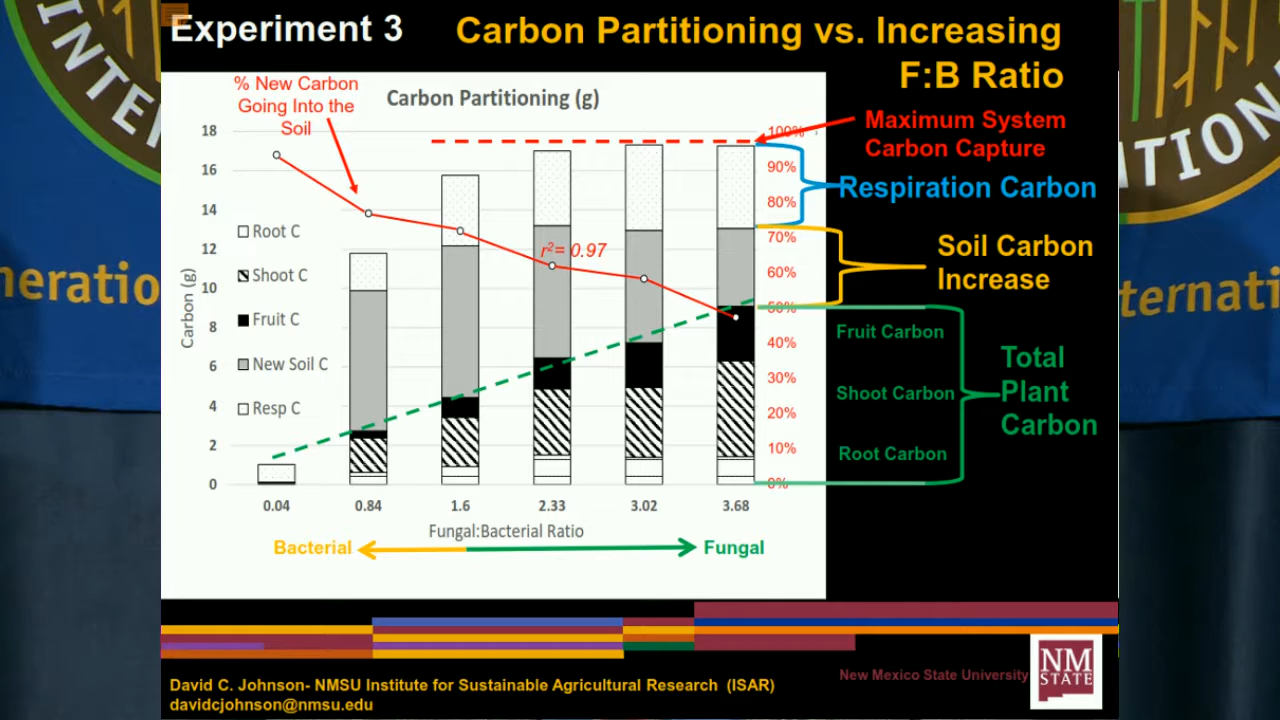 Experiment 3
Carbon Partitioning vs. Increasing
F:B Ratio
% New Carbon
Going Into the
Soil
Carbon Partitioning (g)
Maximum System
Carbon Capture
Respiration Carbon
Soil Carbon
Increase
Total
Plant
Carbon
Fruit Carbon
Shoot Carbon
Root Carbon
Carbon (g)
18
16
14
12
10
8
6
4
2
0
Root C
Shoot C
Fruit C
New Soil C
Resp C
r²= 0.97
100%
90%
80%
70%
60%
50%
40%
30%
20%
10%
0%
0.04 0.84 1.6 2.33 3.02 3.68
Fungal:Bacterial Ratio
Bacterial
Fungal
David C. Johnson- NMSU Institute for Sustainable Agricultural Research (ISAR)
davidcjohnson@nmsu.edu
New Mexico State University
NM
STATE
INTE
neratio
TION
ternati